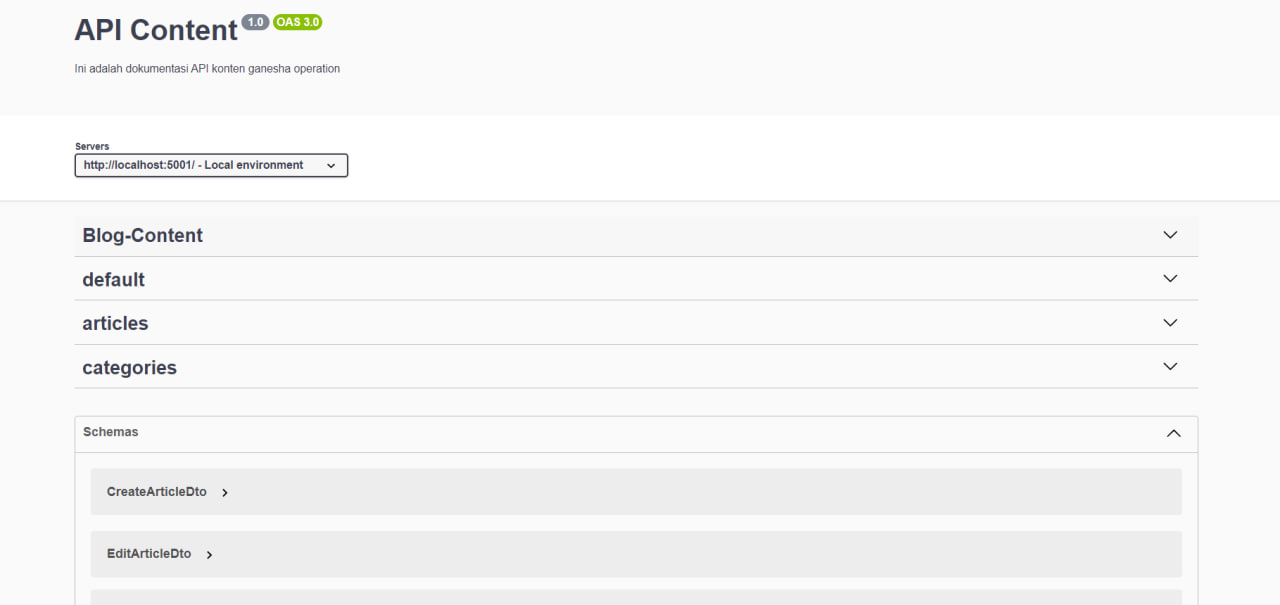 API Content 1.0 OAS 3.0
Ini adalah dokumentasi API konten ganesha operation
Servers
http://localhost:5001/ - Local environment
Blog-Content
default
articles
categories
Schemas
CreateArticleDto
EditArticleDto